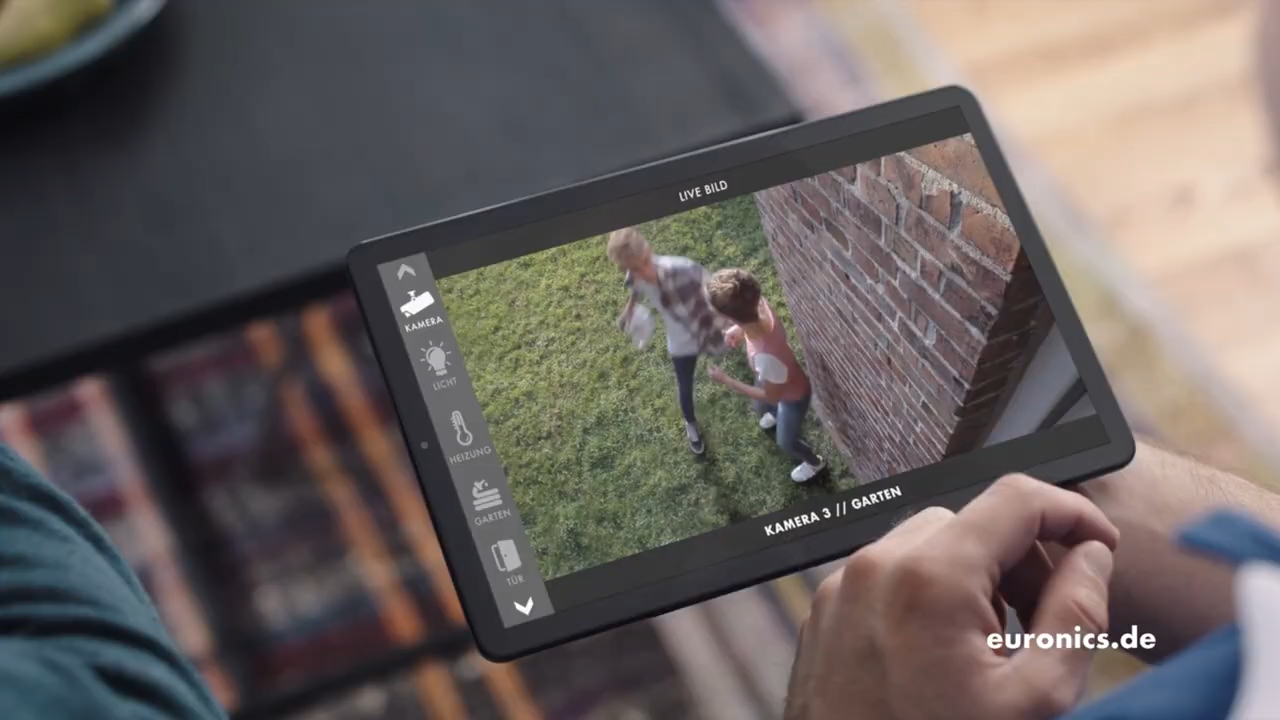 LIVE BILD
KAMERA
LICHT
HEIZUNG
GARTEN
TÜR
KAMERA 3 // GARTEN
euronics.de